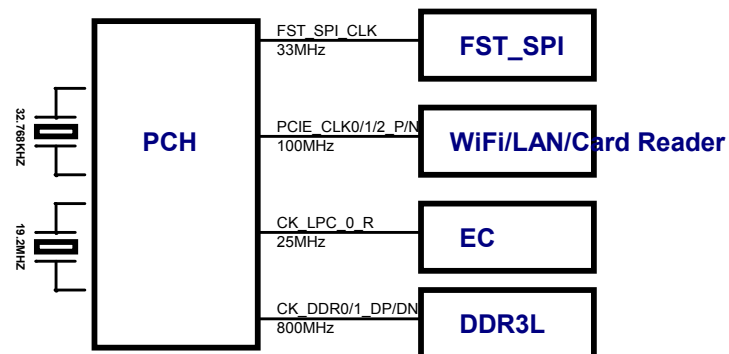 FST_SPI_CLK
33MHz
FST_SPI
32.768KHZ
PCH
PCIE_CLK0/1/2_P/N
100MHz
WiFi/LAN/Card Reader
19.2MHZ
CK_LPC_0_R
25MHz
EC
CK_DDR0/1_DP/DN
800MHz
DDR3L